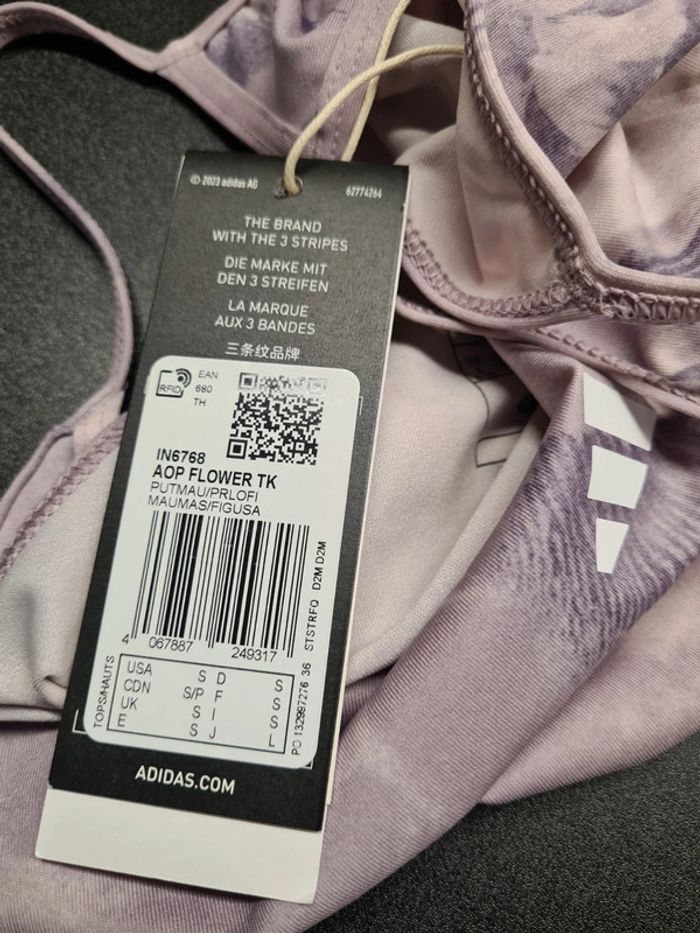 © 2023 adidas AG
62774264
THE BRAND
WITH THE 3 STRIPES
DIE MARKE MIT
DEN 3 STREIFEN
LA MARQUE
AUX 3 BANDES
三条纹品牌
RFID
EAN
680
TH
IN6768
AOP FLOWER TK
PUTMAU/PRLOFI
MAUMAS/FIGUSA
4 067887 249317
STSTRFQ D2M D2M
TOPS/HAUTS
USA S D S
CDN S/P F S
UK S I S
E S J L
PO 132997276 36
ADIDAS.COM